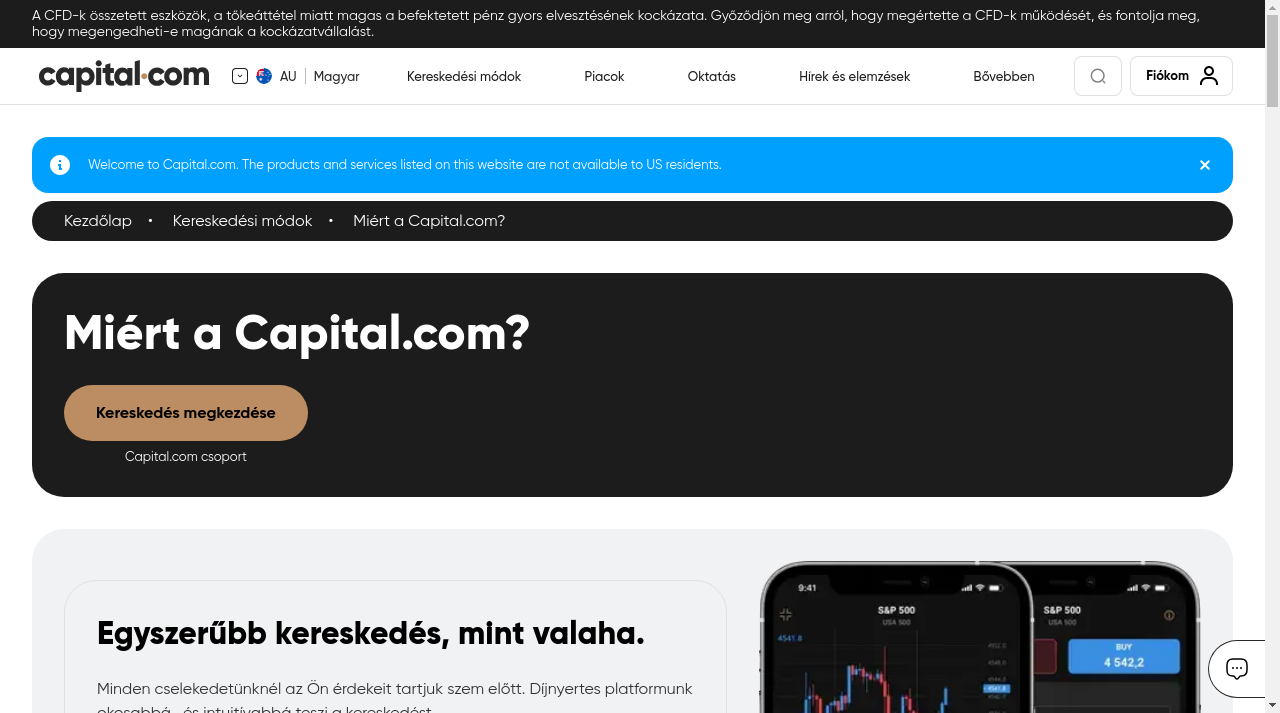 A CFD-k összetett eszközök, a tőkeáttétel miatt magas a befektetett pénz gyors elvesztésének kockázata. Győződjön meg arról, hogy megértette a CFD-k működését, és fontolja meg,
hogy megengedheti-e magának a kockázatvállalást.
capital.com AU Magyar Kereskedési módok Piacok Oktatás Hírek és elemzések Bővebben Fiókom
Welcome to Capital.com. The products and services listed on this website are not available to US residents.
Kezdőlap • Kereskedési módok • Miért a Capital.com?
Miért a Capital.com?
Kereskedés megkezdése
Capital.com csoport
Egyszerűbb kereskedés, mint valaha.
Minden cselekedetünknél az Ön érdekeit tartjuk szem előtt. Díjnyertes platformunk
9:41
S&P 500 S&P 500
USA 500 USA 500
4541.8
BUY
4 542,2